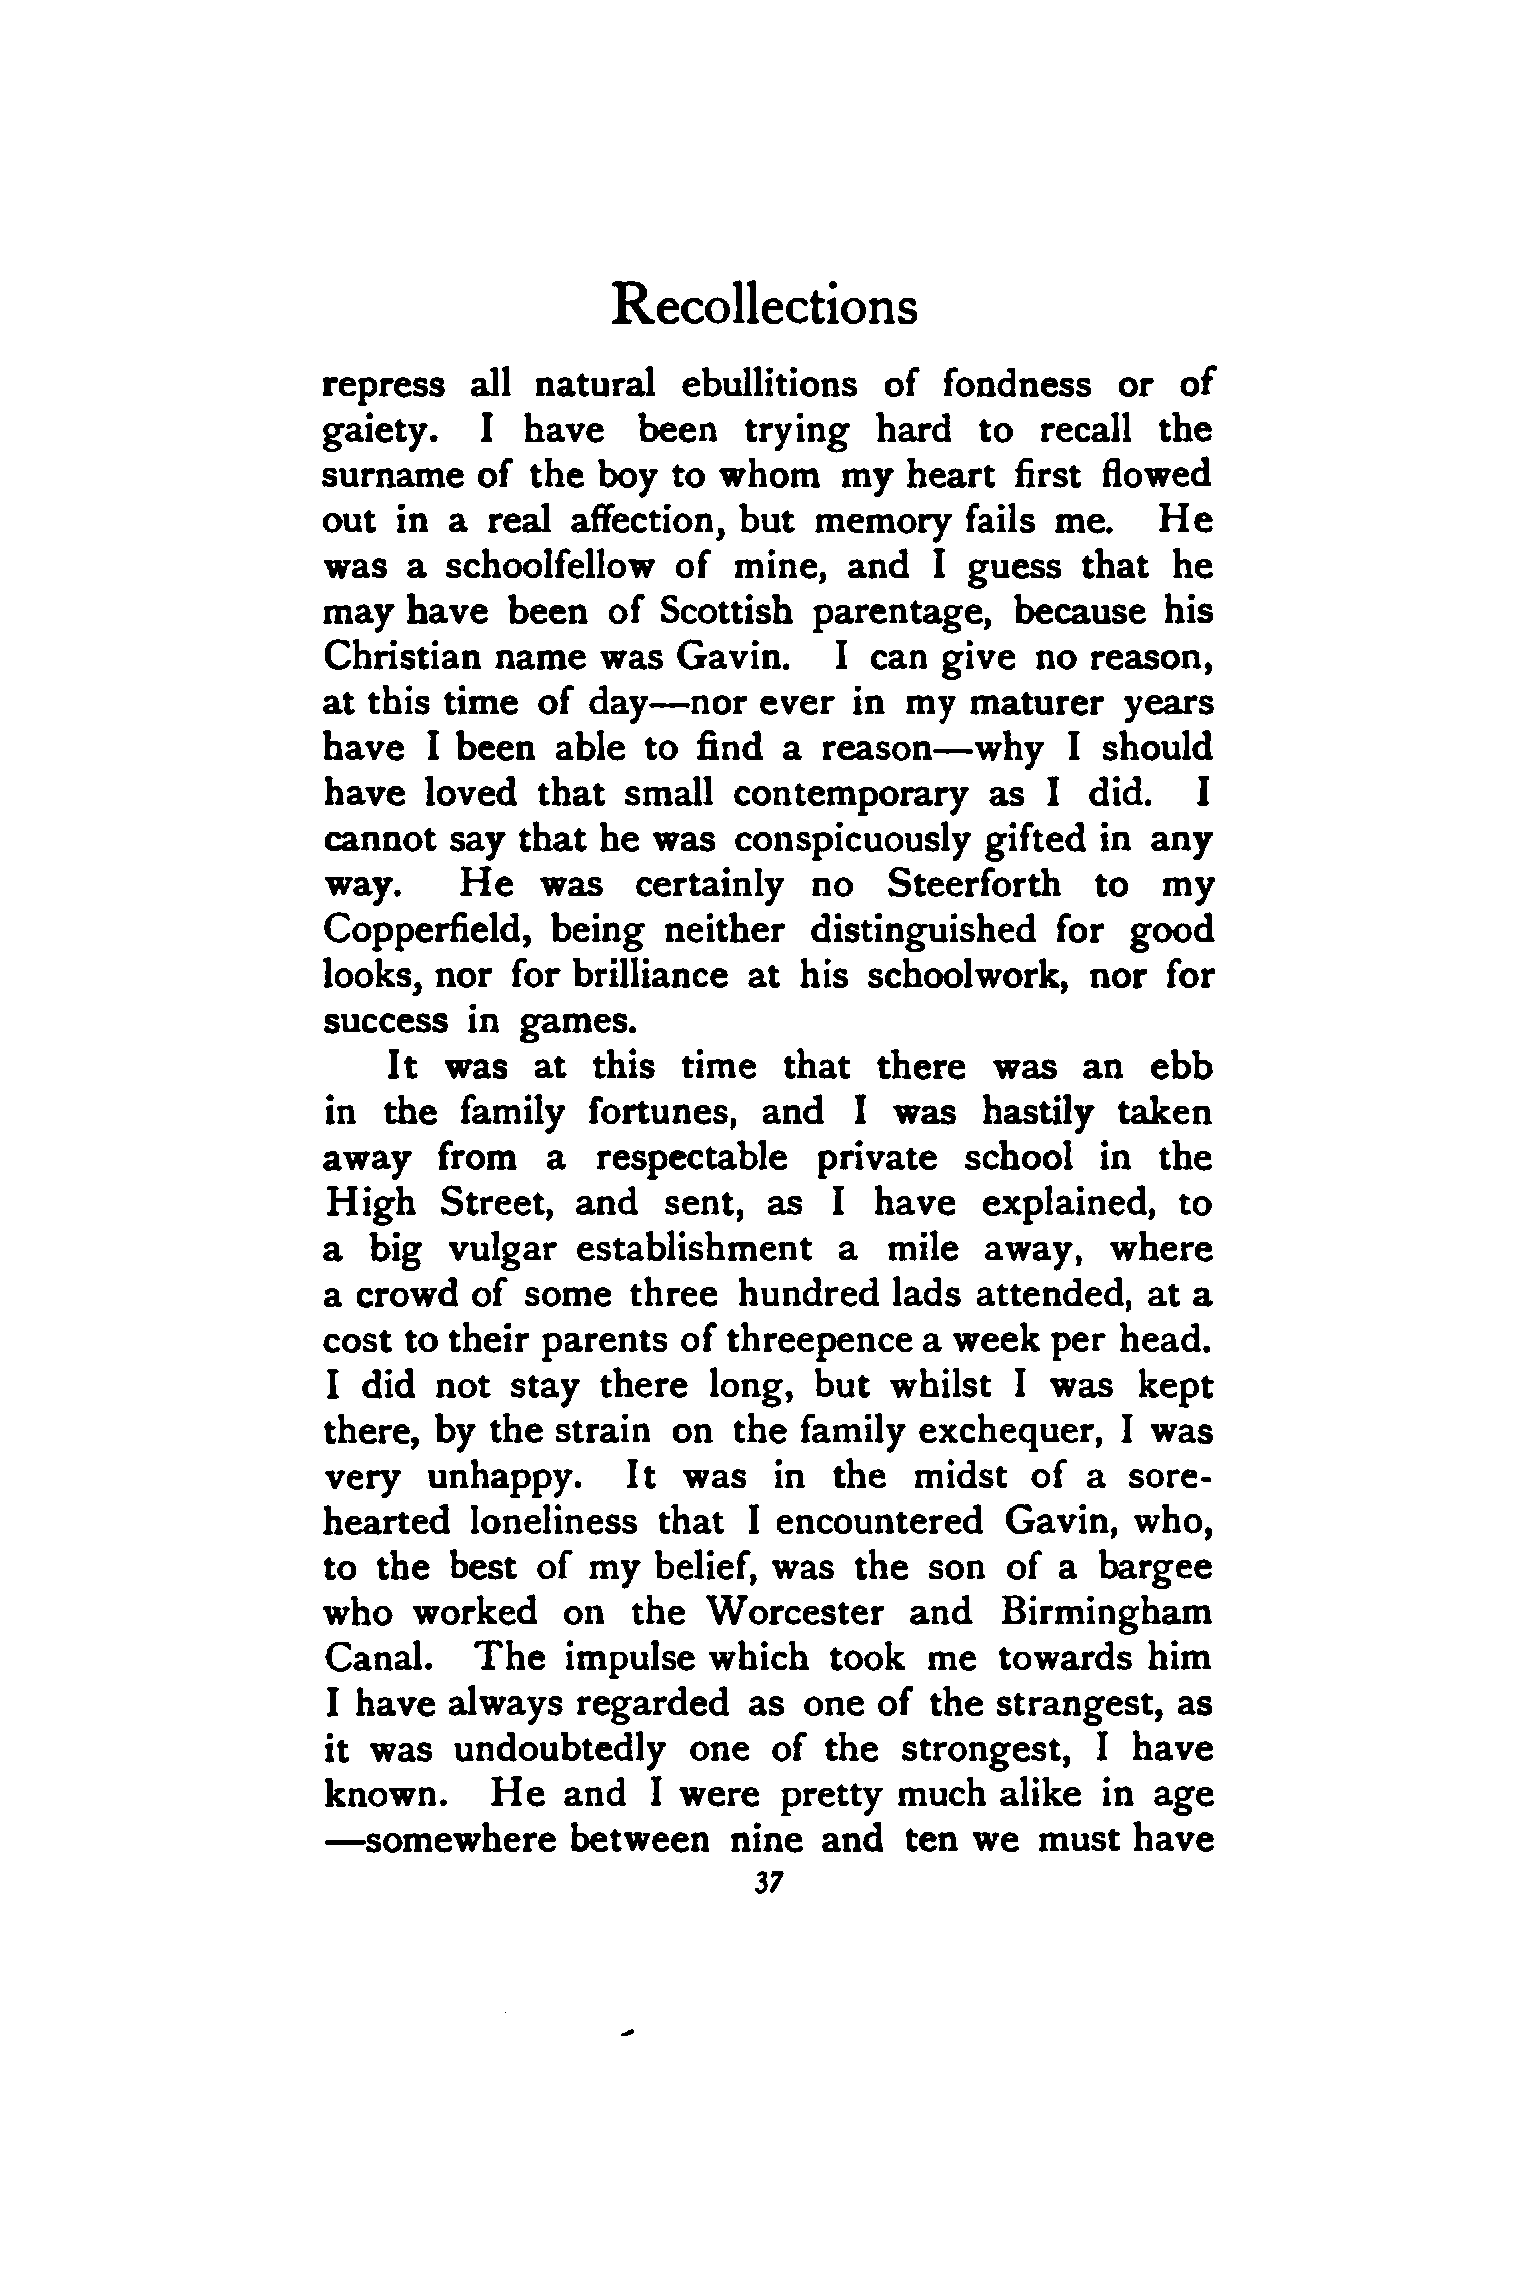 Recollections
repress all natural ebullitions of fondness or of
gaiety. I have been trying hard to recall the
surname of the boy to whom my heart first flowed
out in a real affection, but memory fails me. He
was a schoolfellow of mine, and I guess that he
may have been of Scottish parentage, because his
Christian name was Gavin. I can give no reason,
at this time of day—nor ever in my maturer years
have I been able to find a reason—why I should
have loved that small contemporary as I did. I
cannot say that he was conspicuously gifted in any
way. He was certainly no Steerforth to my
Copperfield, being neither distinguished for good
looks, nor for brilliance at his schoolwork, nor for
success in games.
It was at this time that there was an ebb
in the family fortunes, and I was hastily taken
away from a respectable private school in the
High Street, and sent, as I have explained, to
a big vulgar establishment a mile away, where
a crowd of some three hundred lads attended, at a
cost to their parents of threepence a week per head.
I did not stay there long, but whilst I was kept
there, by the strain on the family exchequer, I was
very unhappy. It was in the midst of a sore-
hearted loneliness that I encountered Gavin, who,
to the best of my belief, was the son of a bargee
who worked on the Worcester and Birmingham
Canal. The impulse which took me towards him
I have always regarded as one of the strangest, as
it was undoubtedly one of the strongest, I have
known. He and I were pretty much alike in age
—somewhere between nine and ten we must have
37